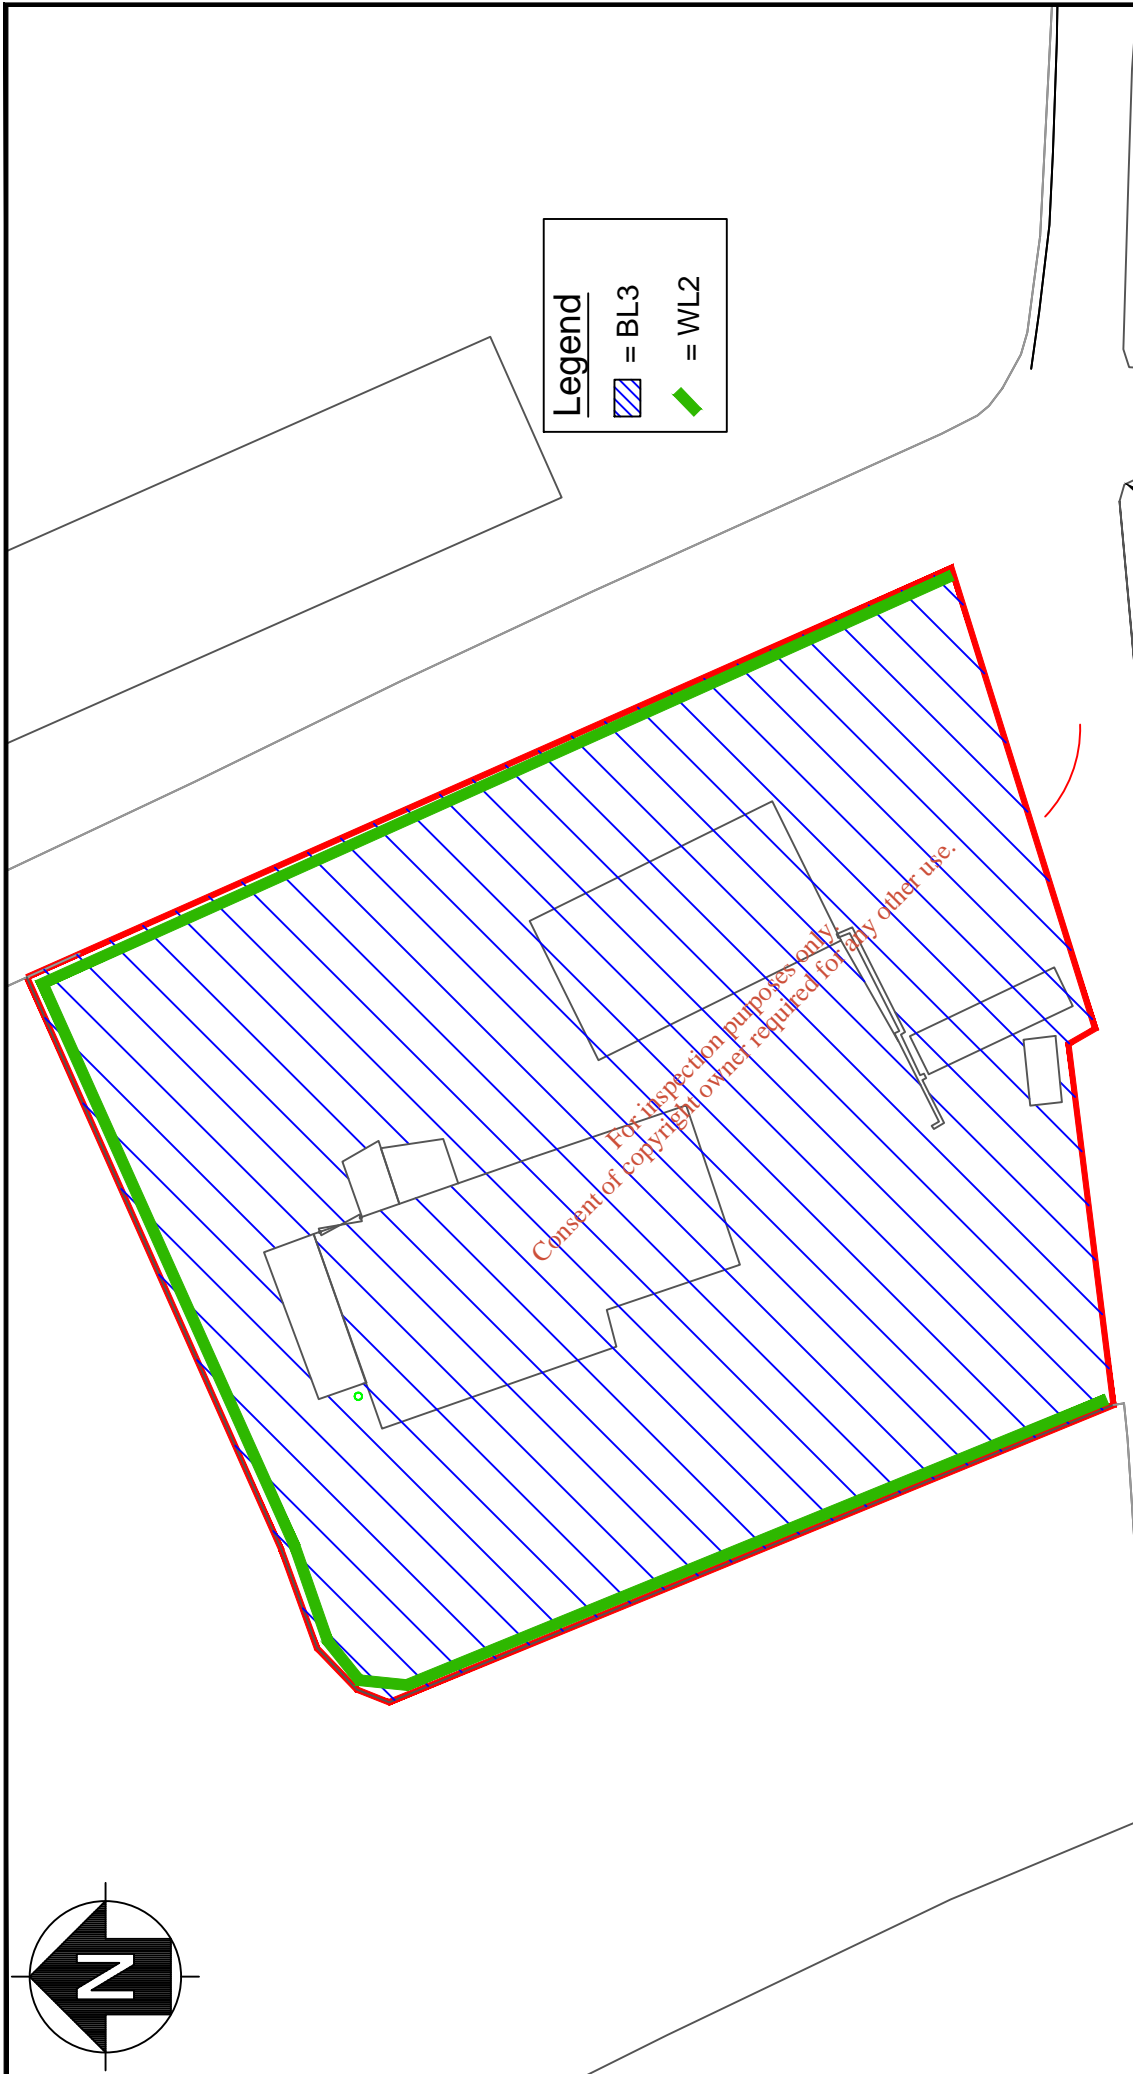 Legend
= BL3
= WL2
For inspection purposes only.
Consent of copyright owner required for any other use.
N